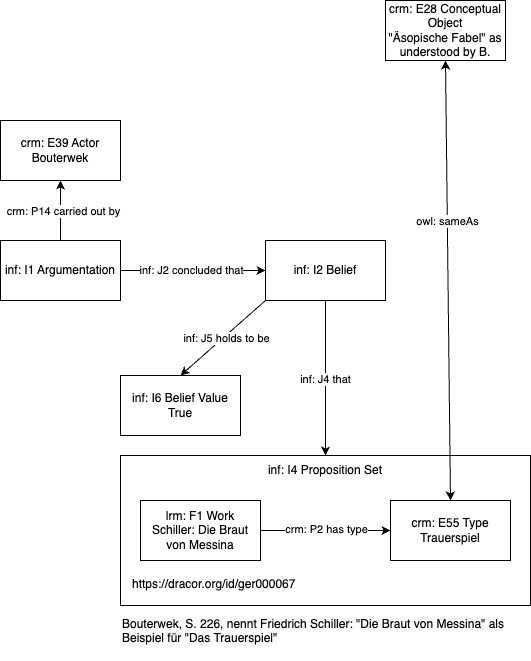 crm: E28 Conceptual
Object
"Äsopische Fabel" as
understood by B.
crm: E39 Actor
Bouterwek
crm: P14 carried out by
owl: sameAs
inf: I1 Argumentation
inf: J2 concluded that
inf: I2 Belief
inf: J5 holds to be
inf: J4 that
inf: I6 Belief Value
True
inf: I4 Proposition Set
lrm: F1 Work
Schiller: Die Braut
von Messina
crm: P2 has type
crm: E55 Type
Trauerspiel
https://dracor.org/id/ger000067
Bouterwek, S. 226, nennt Friedrich Schiller: "Die Braut von Messina" als
Beispiel für "Das Trauerspiel"